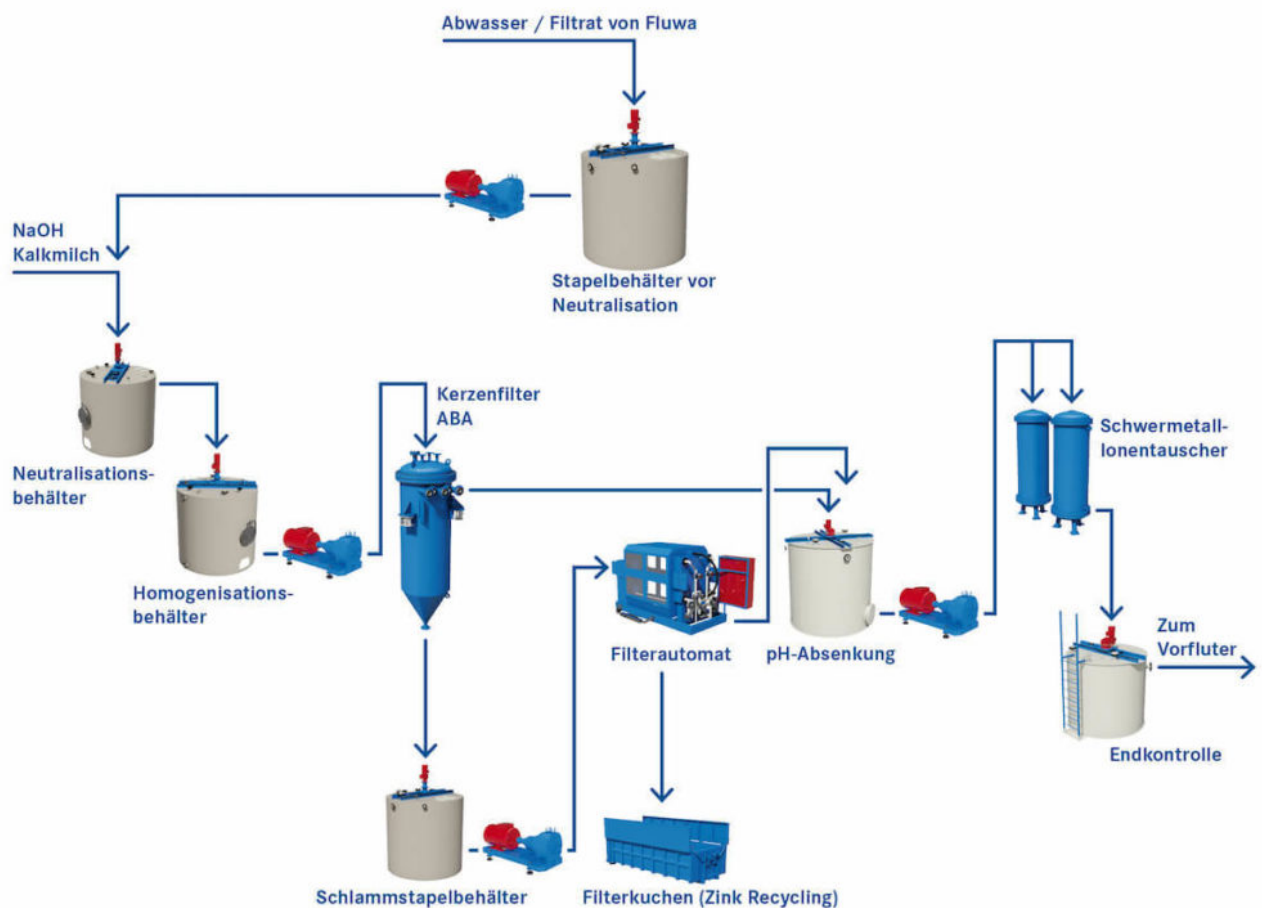 Abwasser / Filtrat von Fluwa
NaOH
Kalkmilch
Stapelbehälter vor
Neutralisation
Kerzenfilter
ABA
Schwermetall-
Ionentauscher
Neutralisations-
behälter
Homogenisations-
behälter
Filterautomat
pH-Absenkung
Zum
Vorfluter
Endkontrolle
Schlammstapelbehälter
Filterkuchen (Zink Recycling)